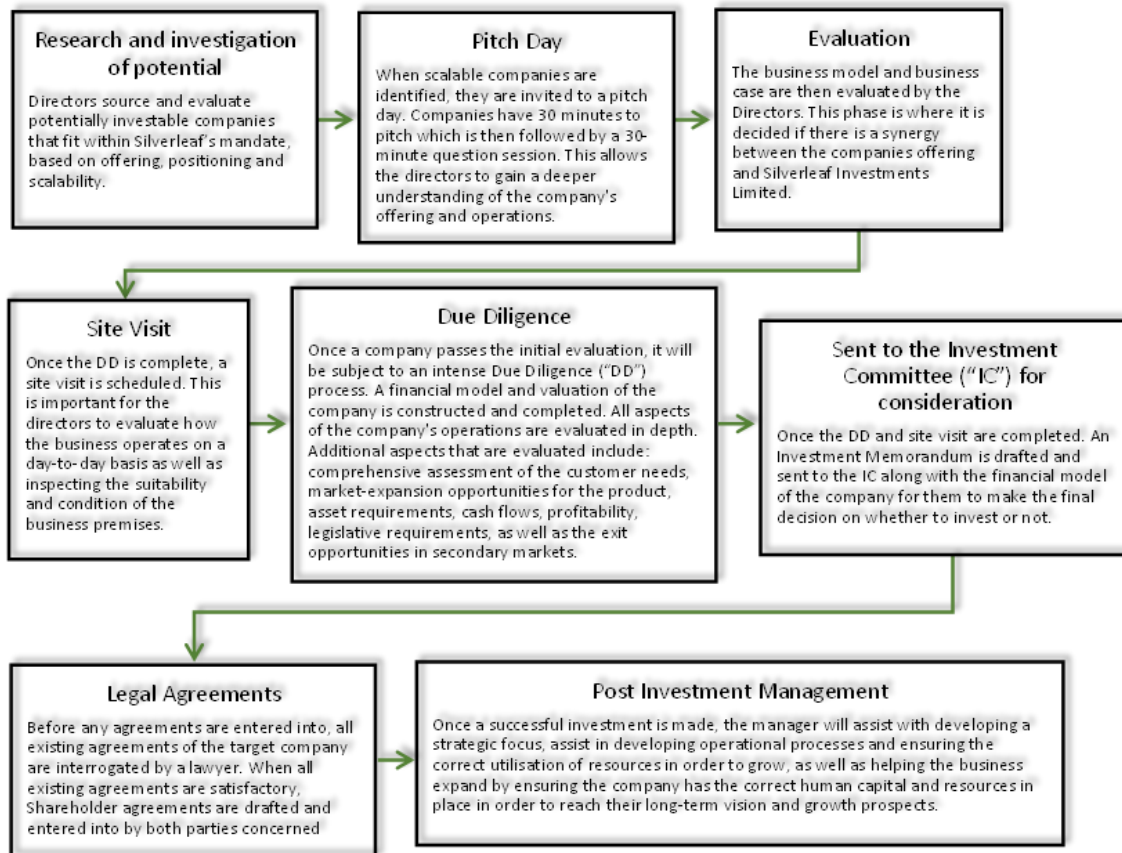 Research and investigation
of potential
Directors source and evaluate
potentially investable companies
that fit within Silverleaf's mandate,
based on offering, positioning and
scalability.
Pitch Day
When scalable companies are
identified, they are invited to a pitch
day. Companies have 30 minutes to
pitch which is then followed by a 30-
minute question session. This allows
the directors to gain a deeper
understanding of the company's
offering and operations.
Evaluation
The business model and business
case are then evaluated by the
Directors. This phase is where it is
decided if there is a synergy
between the companies offering
and Silverleaf Investments
Limited.
Site Visit
Once the DD is complete, a
site visit is scheduled. This
is important for the
directors to evaluate how
the business operates on a
day-to-day basis as well as
inspecting the suitability
and condition of the
business premises.
Due Diligence
Once a company passes the initial evaluation, it will
be subject to an intense Due Diligence (“DD”)
process. A financial model and valuation of the
company is constructed and completed. All aspects
of the company's operations are evaluated in depth.
Additional aspects that are evaluated include:
comprehensive assessment of the customer needs,
market-expansion opportunities for the product,
asset requirements, cash flows, profitability,
legislative requirements, as well as the exit
opportunities in secondary markets.
Sent to the Investment
Committee (“IC”) for
consideration
Once the DD and site visit are completed. An
Investment Memorandum is drafted and
sent to the IC along with the financial model
of the company for them to make the final
decision on whether to invest or not.
Legal Agreements
Before any agreements are entered into, all
existing agreements of the target company
are interrogated by a lawyer. When all
existing agreements are satisfactory,
Shareholder agreements are drafted and
entered into by both parties concerned
Post Investment Management
Once a successful investment is made, the manager will assist with developing a
strategic focus, assist in developing operational processes and ensuring the
correct utilisation of resources in order to grow, as well as helping the business
expand by ensuring the company has the correct human capital and resources in
place in order to reach their long-term vision and growth prospects.